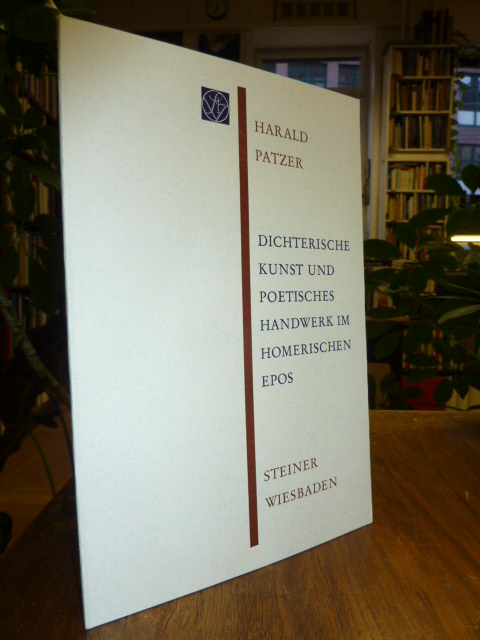 HARALD
PATZER
DICHTERISCHE
KUNST UND
POETISCHES
HANDWERK IM
HOMERISCHEN
EPOS
STEINER
WIESBADEN